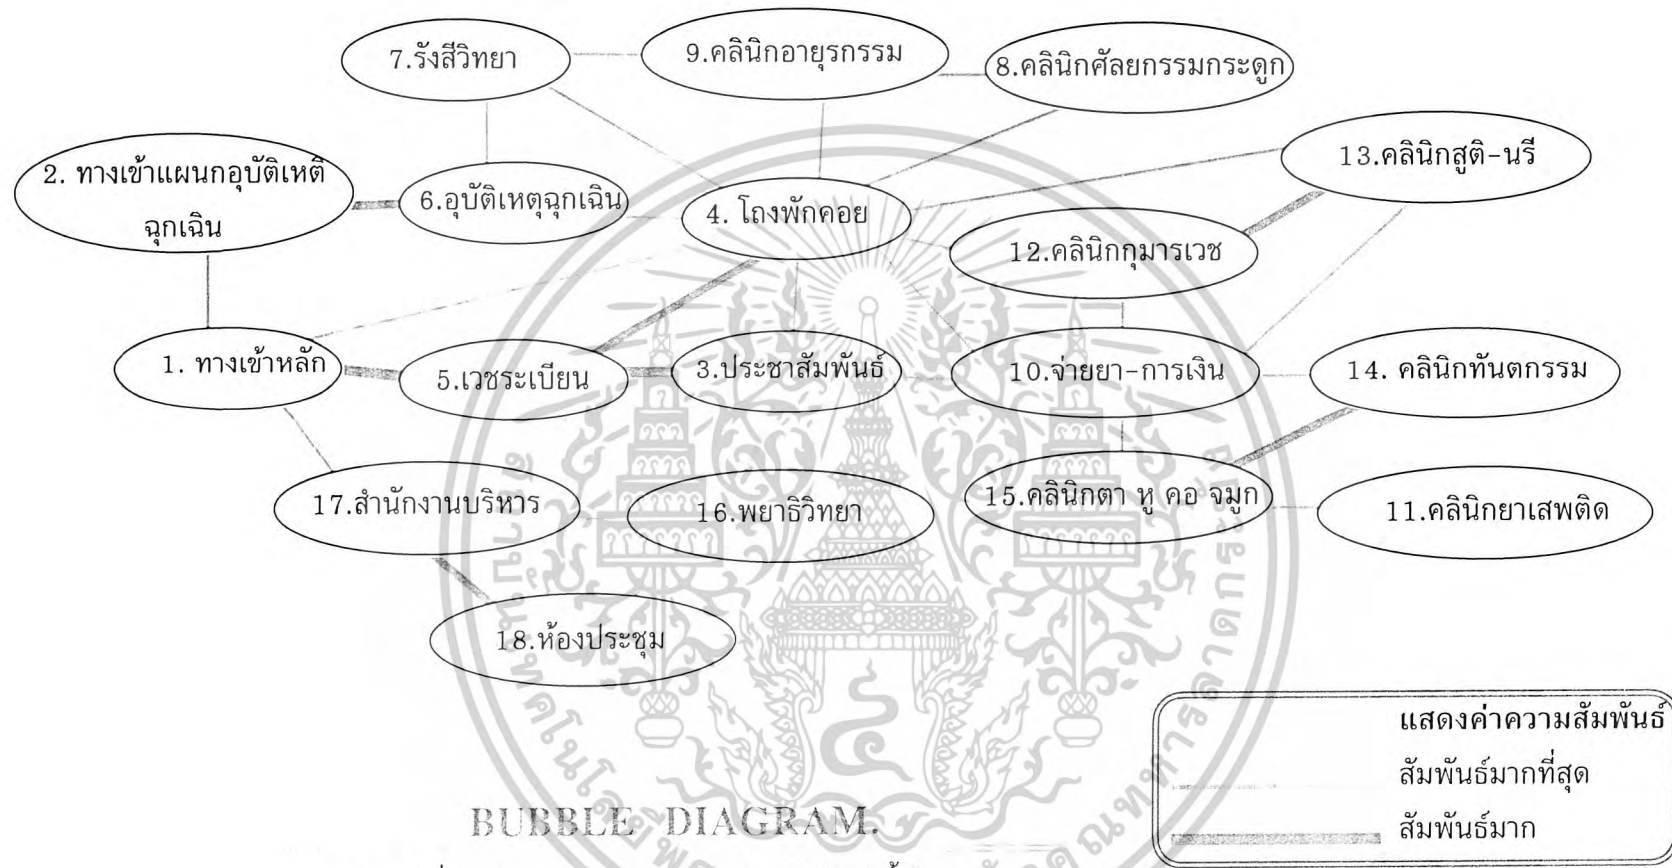 7.รังสีวิทยา
9.คลินิกอายุรกรรม
8.คลินิกศัลยกรรมกระดูก
2. ทางเข้าแผนกอุบัติเหตุ
ฉุกเฉิน
6.อุบัติเหตุฉุกเฉิน
4. โถงพักคอย
13.คลินิกสูติ-นรี
12.คลินิกกุมารเวช
1. ทางเข้าหลัก
5.เวชระเบียน
3.ประชาสัมพันธ์
10.จ่ายยา-การเงิน
14. คลินิกทันตกรรม
17.สำนักงานบริหาร
16.พยาธิวิทยา
15.คลินิกตา หู คอ จมูก
11.คลินิกยาเสพติด
18.ห้องประชุม
แสดงค่าความสัมพันธ์
สัมพันธ์มากที่สุด
สัมพันธ์มาก
BUBBLE DIAGRAM.